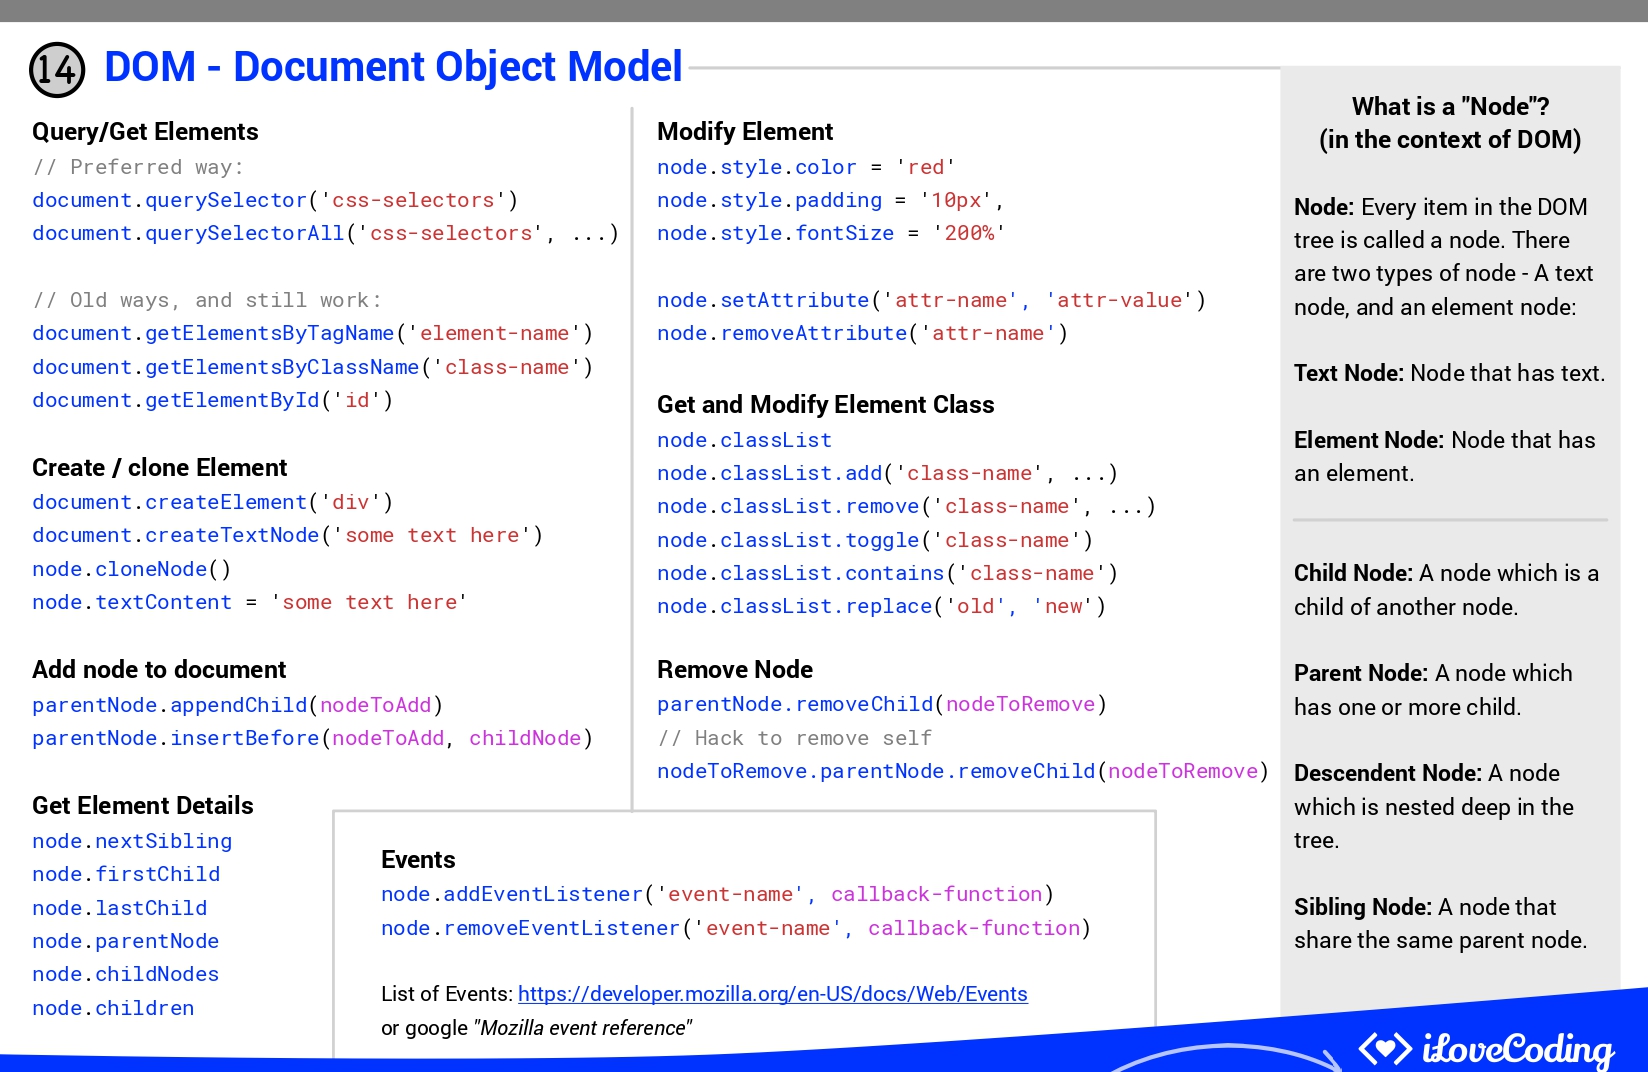 14 DOM - Document Object Model
Query/Get Elements
// Preferred way:
document.querySelector('css-selectors')
document.querySelectorAll('css-selectors', ...)
// Old ways, and still work:
document.getElementsByTagName('element-name')
document.getElementsByClassName('class-name')
document.getElementById('id')
Create / clone Element
document.createElement('div')
document.createTextNode('some text here')
node.cloneNode()
node.textContent = 'some text here'
Add node to document
parentNode.appendChild(nodeToAdd)
parentNode.insertBefore(nodeToAdd, childNode)
Get Element Details
node.nextSibling
node.firstChild
node.lastChild
node.parentNode
node.childNodes
node.children
Modify Element
node.style.color = 'red'
node.style.padding = '10px',
node.style.fontSize = '200%'
node.setAttribute('attr-name', 'attr-value')
node.removeAttribute('attr-name')
Get and Modify Element Class
node.classList
node.classList.add('class-name', ...)
node.classList.remove('class-name', ...)
node.classList.toggle('class-name')
node.classList.contains('class-name')
node.classList.replace('old', 'new')
Remove Node
parentNode.removeChild(nodeToRemove)
// Hack to remove self
nodeToRemove.parentNode.removeChild(nodeToRemove)
Events
node.addEventListener('event-name', callback-function)
node.removeEventListener('event-name', callback-function)
List of Events: https://developer.mozilla.org/en-US/docs/Web/Events
or google "Mozilla event reference"
What is a "Node"?
(in the context of DOM)
Node: Every item in the DOM
tree is called a node. There
are two types of node - A text
node, and an element node:
Text Node: Node that has text.
Element Node: Node that has
an element.
Child Node: A node which is a
child of another node.
Parent Node: A node which
has one or more child.
Descendent Node: A node
which is nested deep in the
tree.
Sibling Node: A node that
share the same parent node.
iLoveCoding